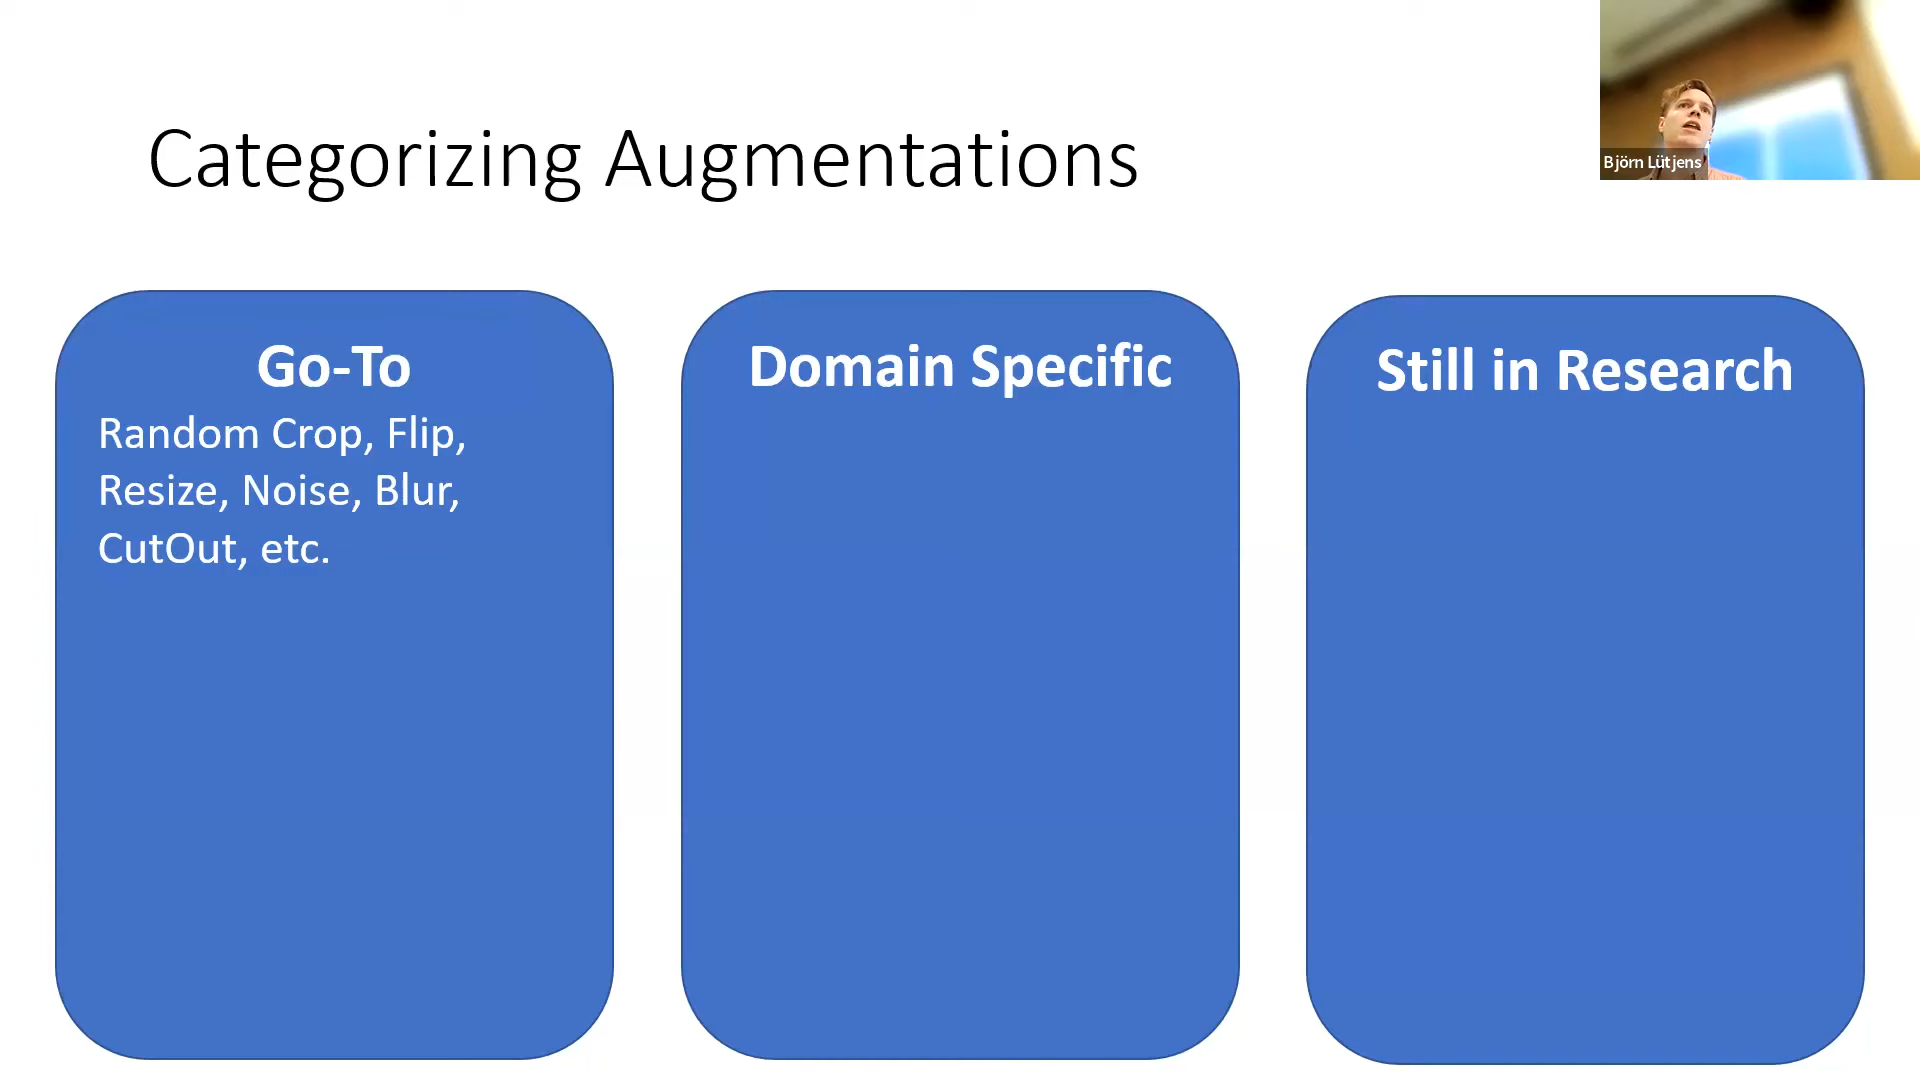 Categorizing Augmentations
Björn Lütjens
Go-To
Random Crop, Flip,
Resize, Noise, Blur,
CutOut, etc.
Domain Specific
Still in Research